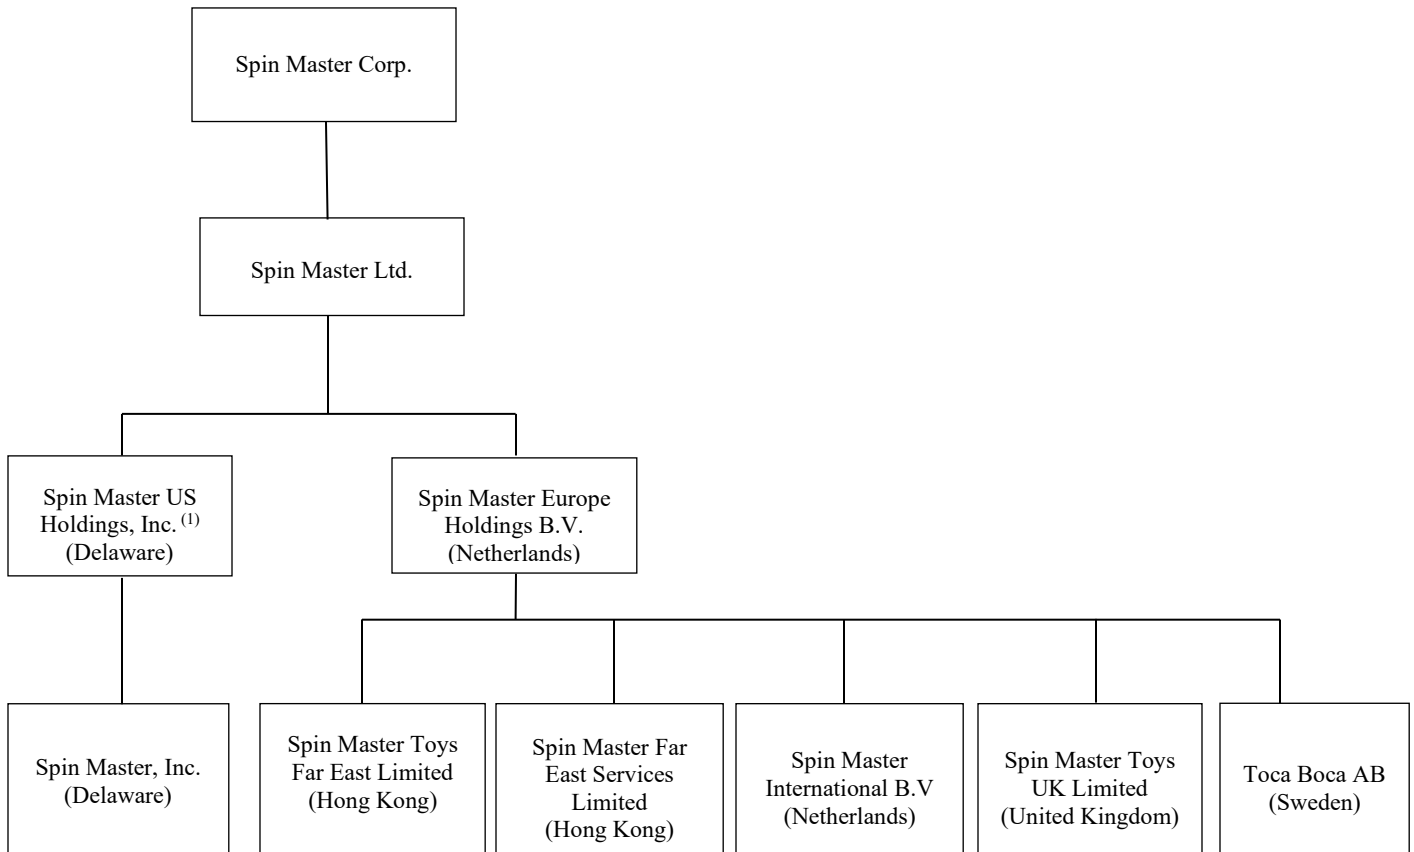 Spin Master Corp.
Spin Master Ltd.
Spin Master US
Holdings, Inc. (1)
(Delaware)
Spin Master Europe
Holdings B.V.
(Netherlands)
Spin Master, Inc.
(Delaware)
Spin Master Toys
Far East Limited
(Hong Kong)
Spin Master Far
East Services
Limited
(Hong Kong)
Spin Master
International B.V
(Netherlands)
Spin Master Toys
UK Limited
(United Kingdom)
Toca Boca AB
(Sweden)